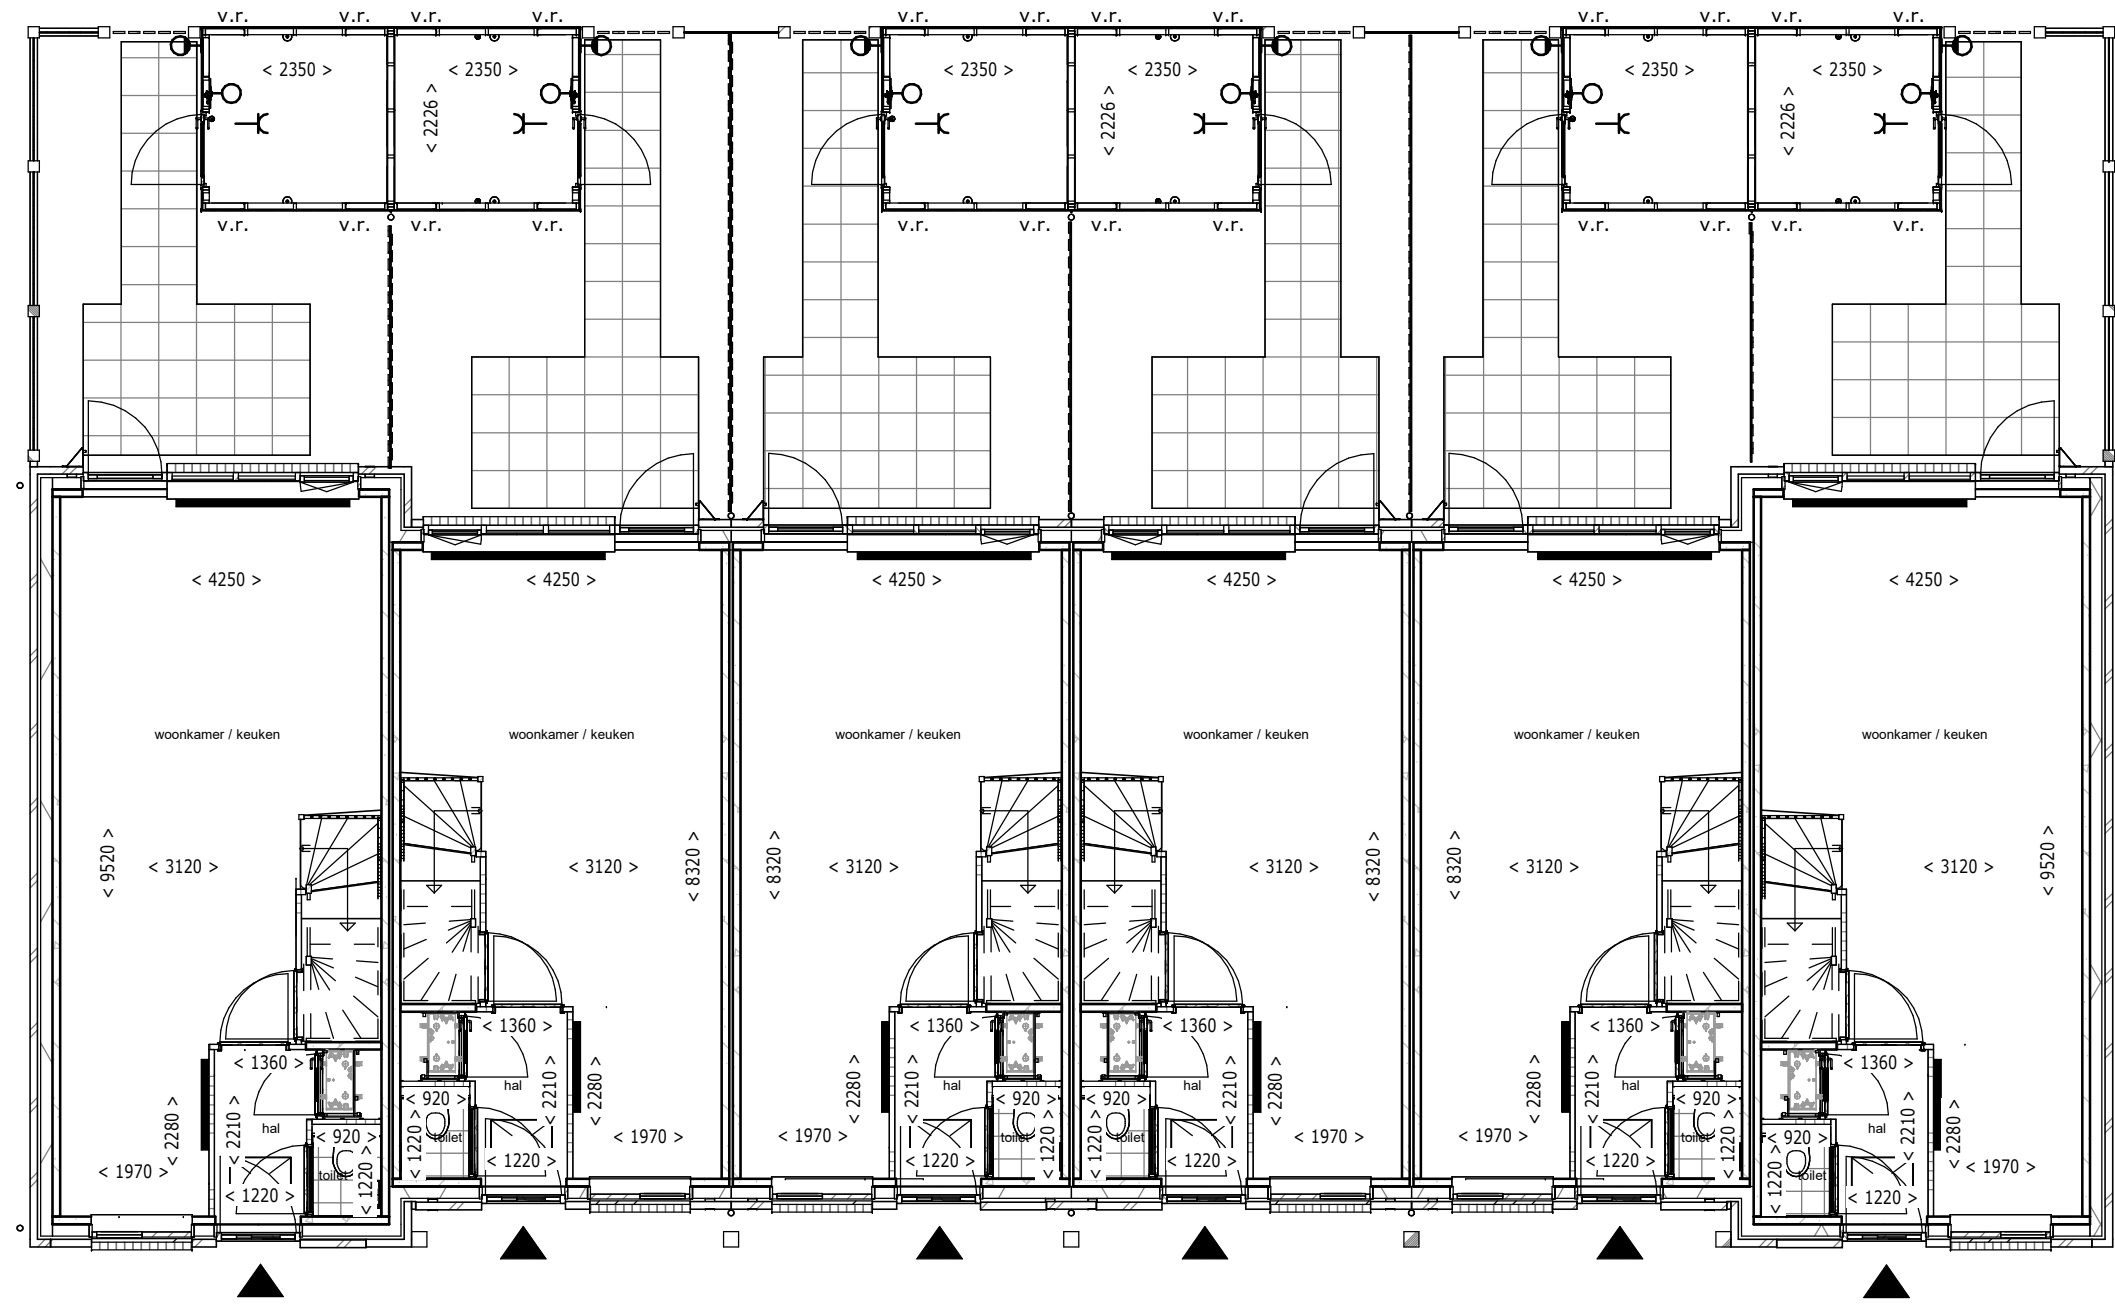 v.r. v.r. v.r. v.r. v.r. v.r. v.r. v.r. v.r. v.r. v.r. v.r.
< 2350 > < 2350 > < 2350 > < 2350 > < 2350 > < 2350 >
< 2226 > < 2226 > < 2226 >
v.r. v.r. v.r. v.r. v.r. v.r. v.r. v.r. v.r. v.r. v.r. v.r.
< 4250 > < 4250 > < 4250 > < 4250 > < 4250 > < 4250 >
woonkamer / keuken woonkamer / keuken woonkamer / keuken woonkamer / keuken woonkamer / keuken woonkamer / keuken
< 9520 > < 3120 > < 3120 > < 8320 > < 8320 > < 3120 > < 3120 > < 8320 > < 8320 > < 3120 > < 3120 > < 9520 >
< 1360 > < 1360 > < 1360 > < 1360 >
< 1360 > < 1360 >
hal hal hal hal
< 2210 > < 2280 > < 2280 > < 2210 > < 2210 > < 2280 > < 2280 > < 2210 >
< 920 > < 920 > < 920 > < 920 >
hal hal
< 2280 > < 2210 > < 2210 > < 2280 >
< 920 > < 1220 > toilet < 1970 > < 1970 > toilet < 1220 > < 1220 > toilet < 1970 > < 1970 > toilet < 1220 > < 920 >
< 1220 > < 1220 > < 1220 > < 1220 >
< 1970 > toilet < 1220 > < 1220 > toilet < 1970 >
< 1220 > < 1220 >